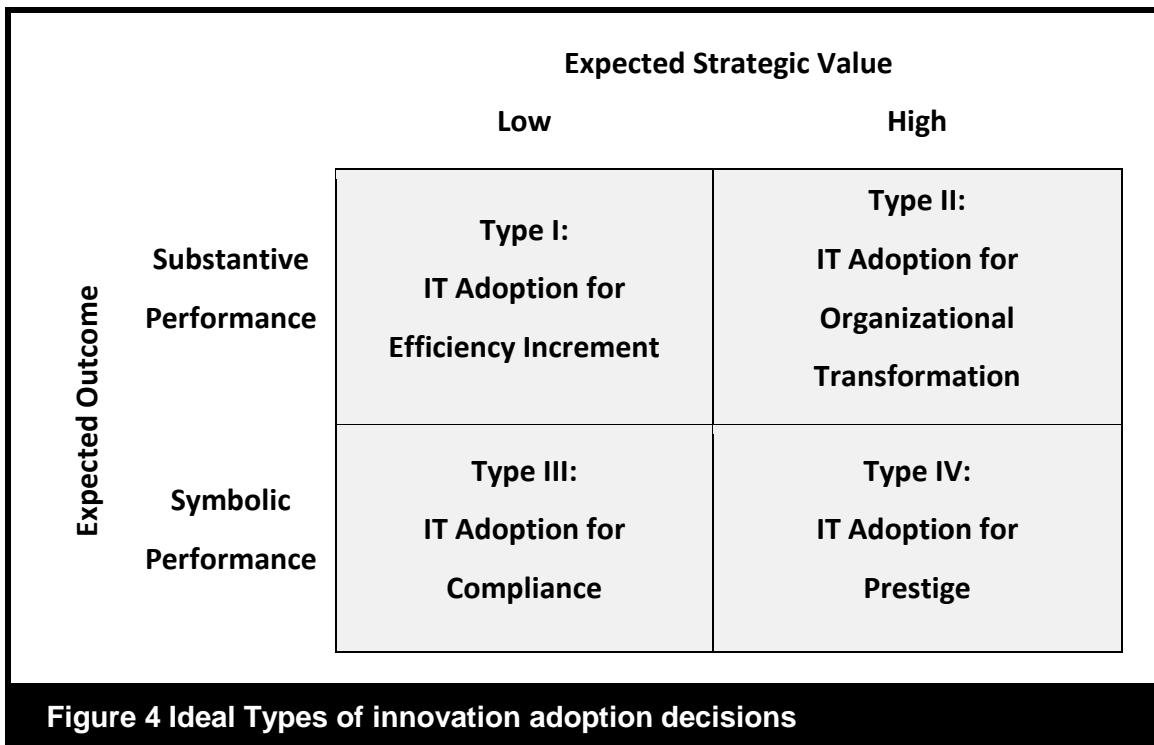 Expected Strategic Value
Low
High
Expected Outcome
Substantive
Performance
Type I:
IT Adoption for
Efficiency Increment
Type II:
IT Adoption for
Organizational
Transformation
Symbolic
Performance
Type III:
IT Adoption for
Compliance
Type IV:
IT Adoption for
Prestige
Figure 4 Ideal Types of innovation adoption decisions